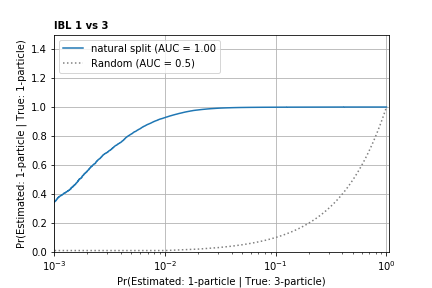 IBL 1 vs 3
natural split (AUC = 1.00
Random (AUC = 0.5)
Pr(Estimated: 1-particle | True: 1-particle)
1.4
1.2
1.0
0.8
0.6
0.4
0.2
0.0
10⁻³ 10⁻² 10⁻¹ 10⁰
Pr(Estimated: 1-particle | True: 3-particle)